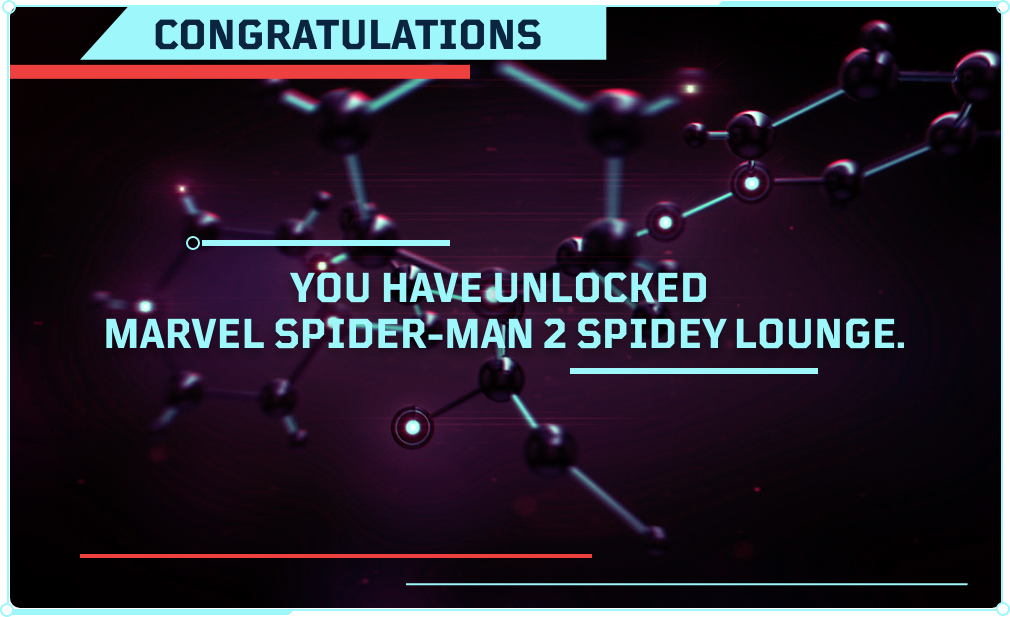 CONGRATULATIONS
YOU HAVE UNLOCKED
MARVEL SPIDER-MAN 2 SPIDEY LOUNGE.